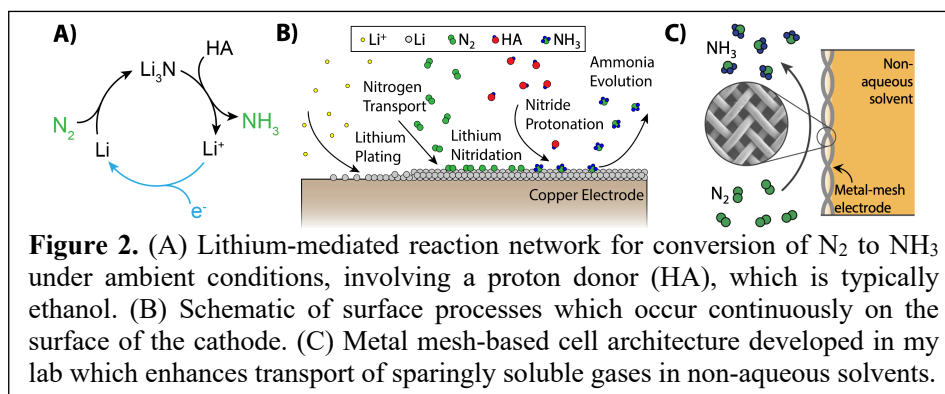 A)
HA
Li₃N
N₂
NH₃
Li
Li⁺
e⁻
B)
Li⁺ Li N₂ HA NH₃
Nitrogen
Transport
Ammonia
Evolution
Lithium
Plating
Lithium
Nitridation
Nitride
Protonation
Copper Electrode
C)
NH₃
Non-
aqueous
solvent
N₂
Metal-mesh
electrode
Figure 2. (A) Lithium-mediated reaction network for conversion of N₂ to NH₃
under ambient conditions, involving a proton donor (HA), which is typically
ethanol. (B) Schematic of surface processes which occur continuously on the
surface of the cathode. (C) Metal mesh-based cell architecture developed in my
lab which enhances transport of sparingly soluble gases in non-aqueous solvents.